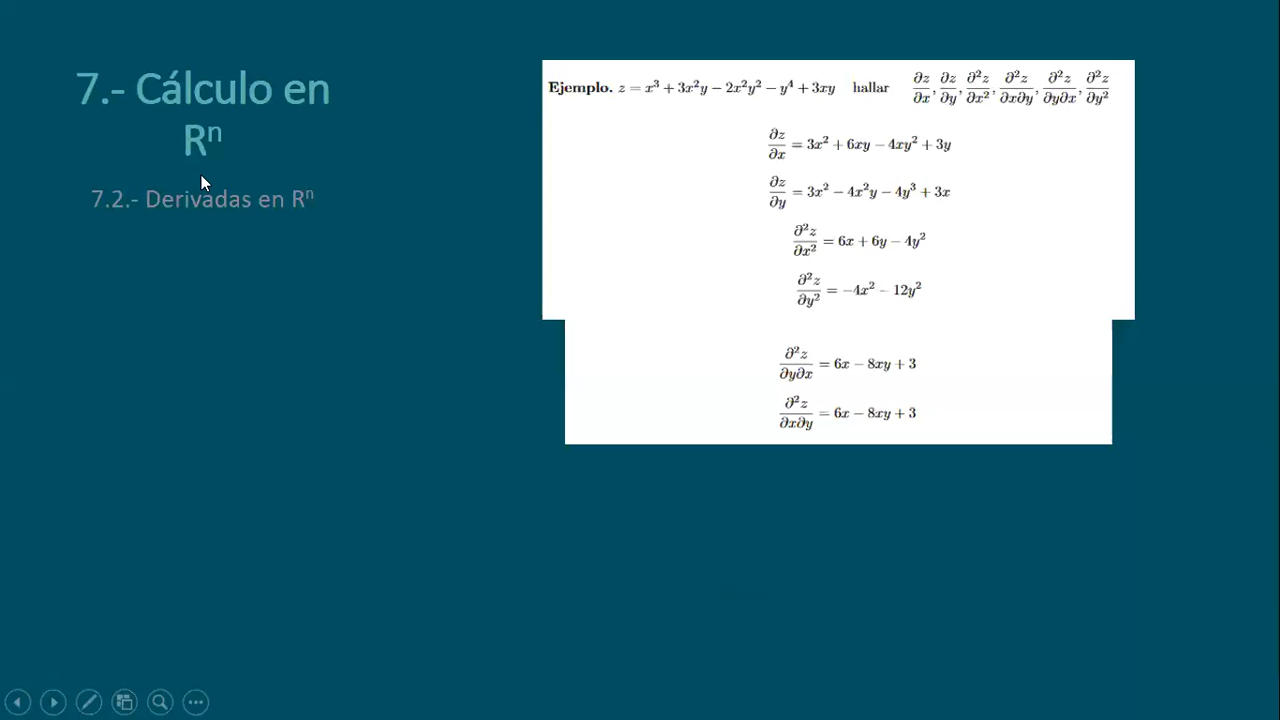 7.- Cálculo en
Rⁿ
7.2.- Derivadas en Rⁿ
Ejemplo. z = x³ + 3x²y − 2x²y² − y⁴ + 3xy hallar ∂z/∂x, ∂z/∂y, ∂²z/∂x², ∂²z/∂x∂y, ∂²z/∂y∂x, ∂²z/∂y²
∂z/∂x = 3x² + 6xy − 4xy² + 3y
∂z/∂y = 3x² − 4x²y − 4y³ + 3x
∂²z/∂x² = 6x + 6y − 4y²
∂²z/∂y² = −4x² − 12y²
∂²z/∂y∂x = 6x − 8xy + 3
∂²z/∂x∂y = 6x − 8xy + 3